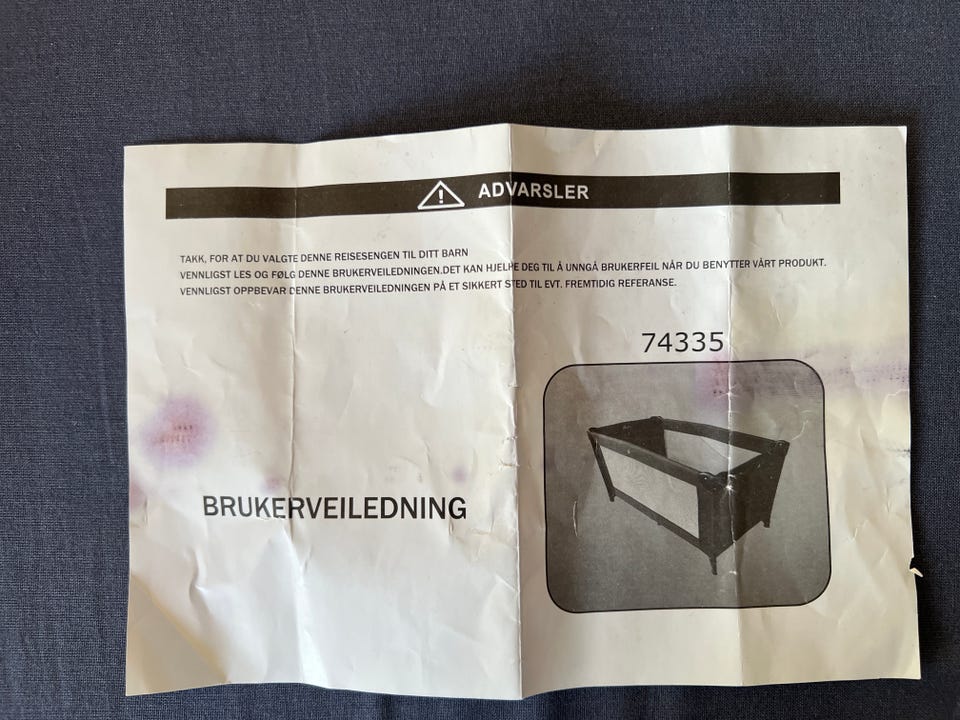 ADVARSLER
TAKK, FOR AT DU VALGTE DENNE REISESENGEN TIL DITT BARN
VENNLIGST LES OG FØLG DENNE BRUKERVEILEDNINGEN.DET KAN HJELPE DEG TIL Å UNNGÅ BRUKERFEIL NÅR DU BENYTTER VÅRT PRODUKT.
VENNLIGST OPPBEVAR DENNE BRUKERVEILEDNINGEN PÅ ET SIKKERT STED TIL EVT. FREMTIDIG REFERANSE.
74335
BRUKERVEILEDNING